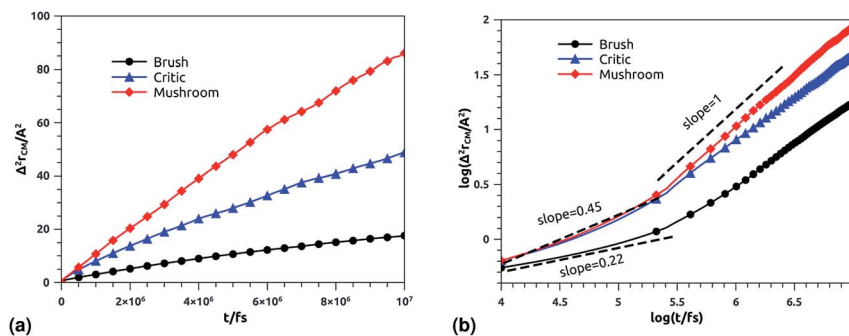 100
80
60
40
20
0
Δ²r_CM/A²
Brush
Critic
Mushroom
0 2×10⁶ 4×10⁶ 6×10⁶ 8×10⁶ 10⁷
t/fs
(a)
2
1.5
1
0.5
0
log(Δ²r_CM/A²)
Brush
Critic
Mushroom
slope=1
slope=0.45
slope=0.22
4 4.5 5 5.5 6 6.5
log(t/fs)
(b)